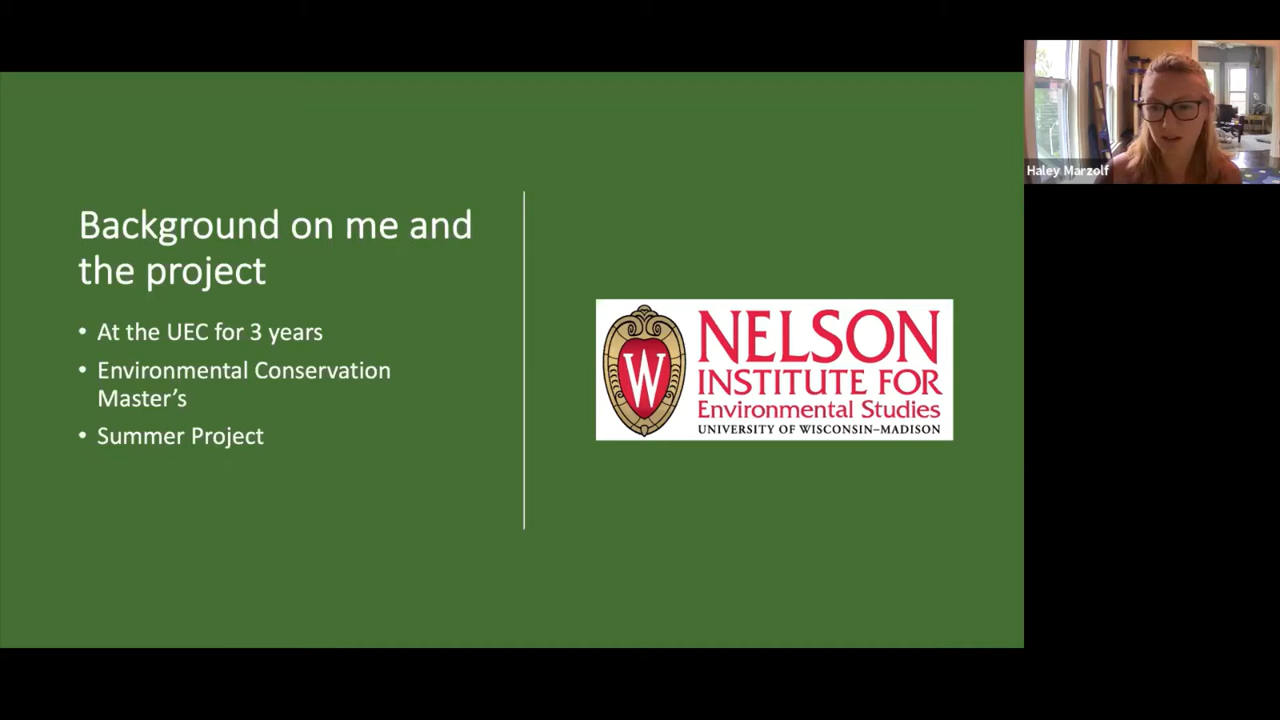 Background on me and
the project
• At the UEC for 3 years
• Environmental Conservation
Master’s
• Summer Project
W
NELSON
INSTITUTE FOR
Environmental Studies
UNIVERSITY OF WISCONSIN–MADISON
Haley Marzolf